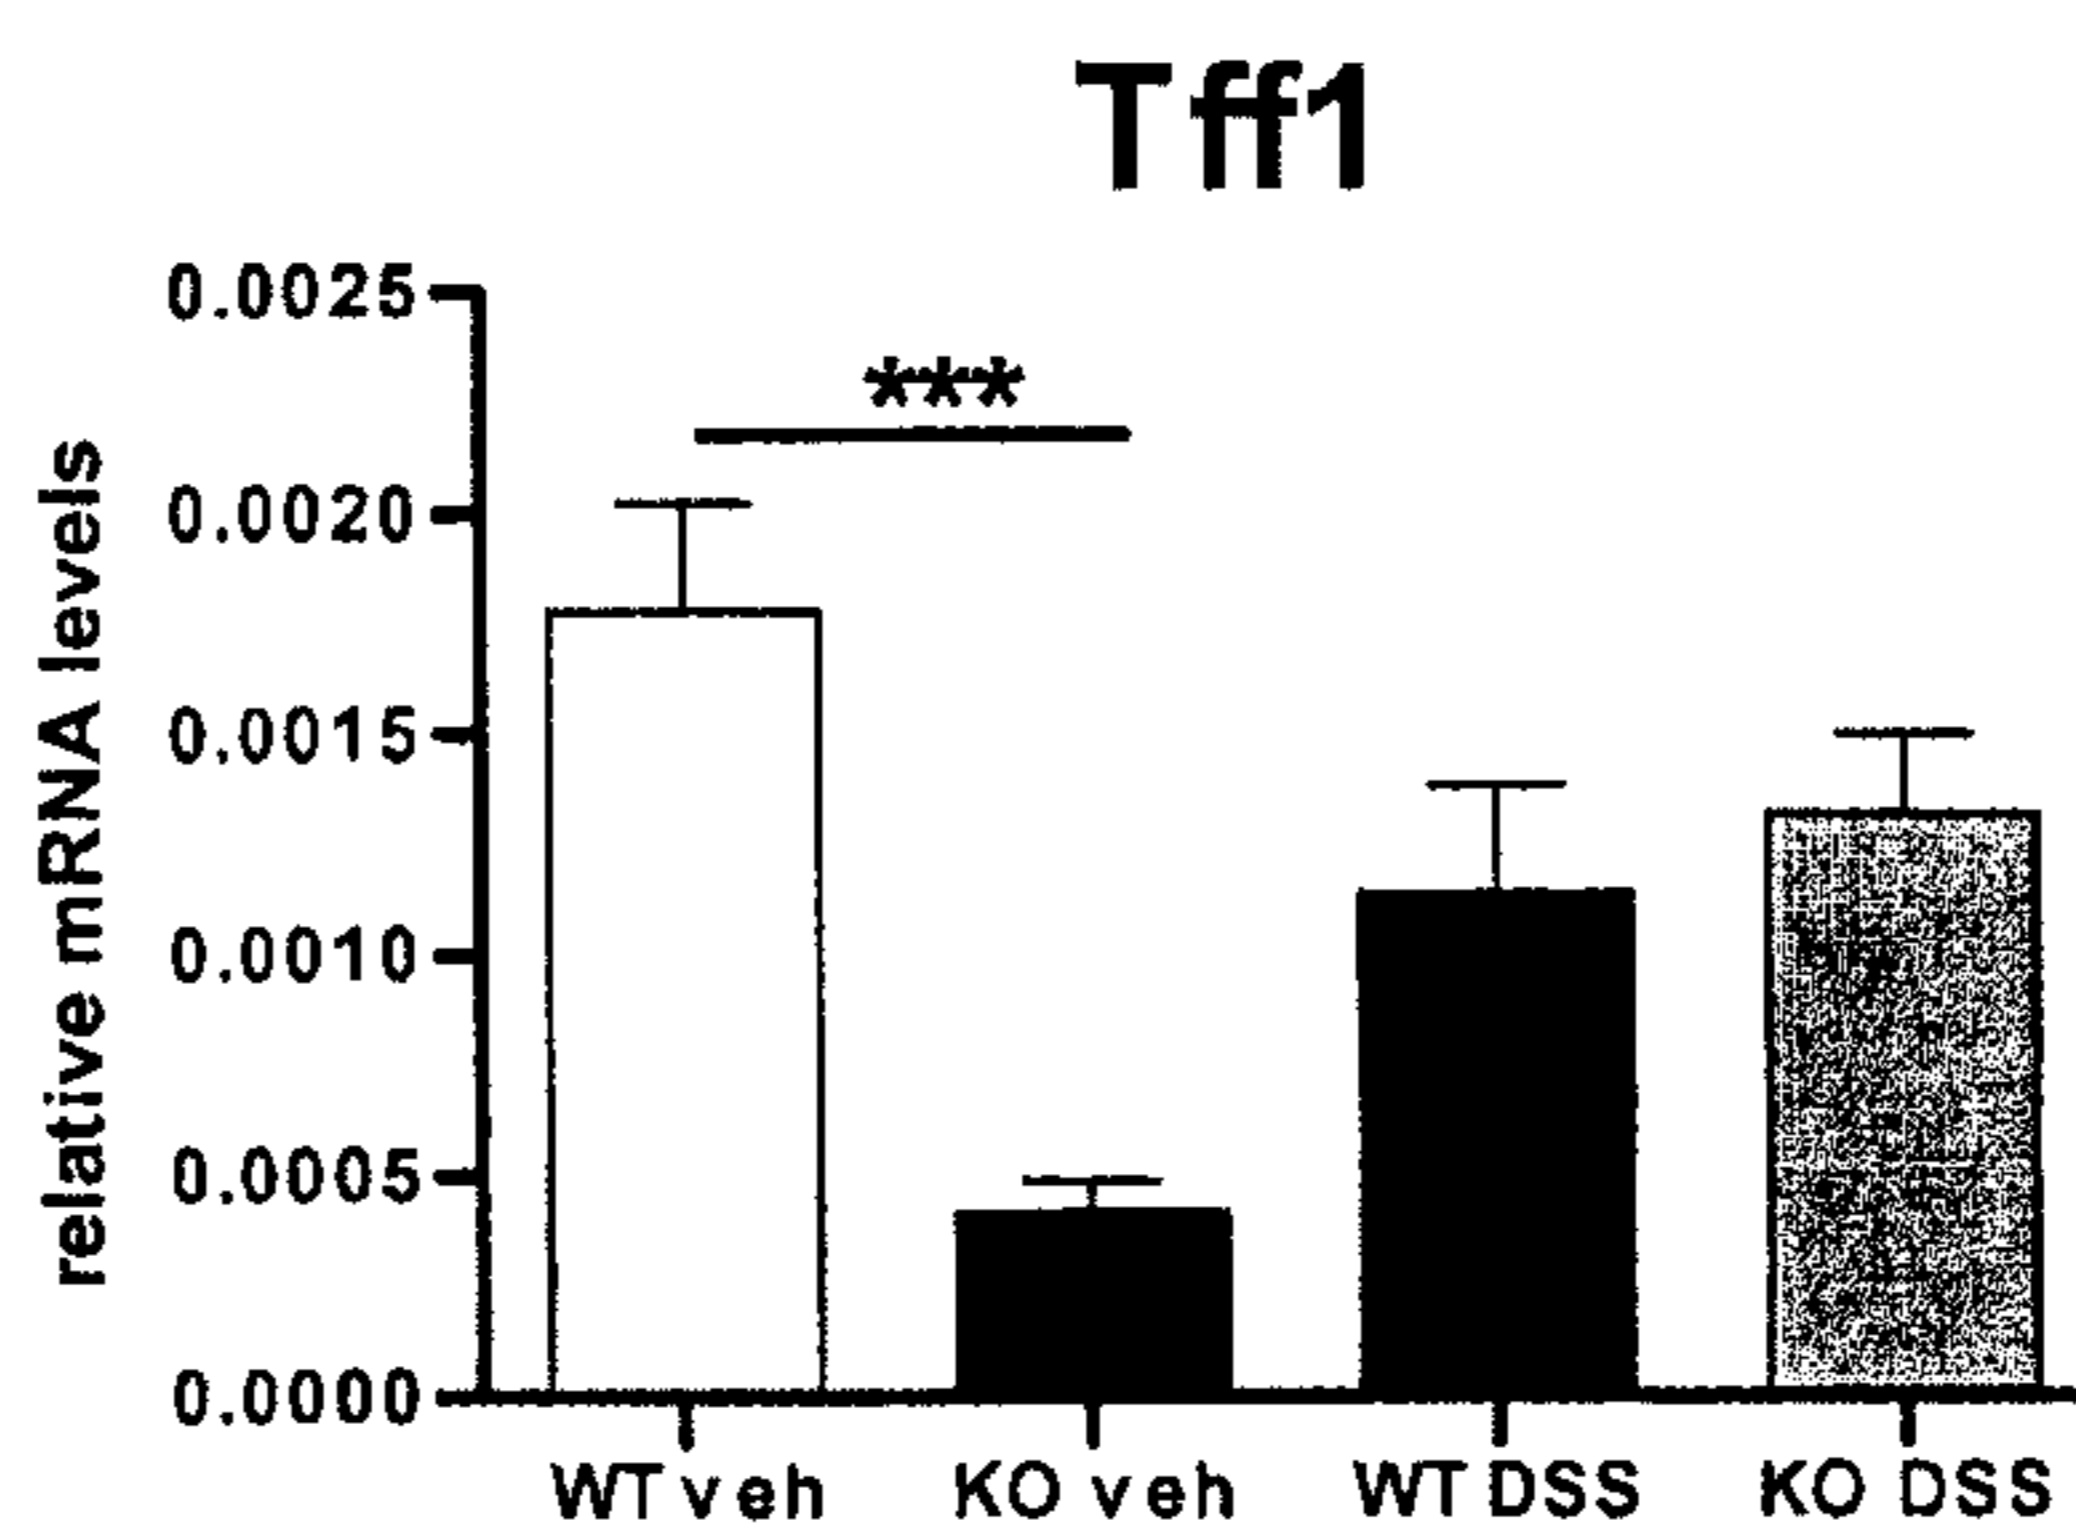 Tff1
relative mRNA levels
0.0025
***
0.0020
0.0015
0.0010
0.0005
0.0000
WT veh KO veh WT DSS KO DSS